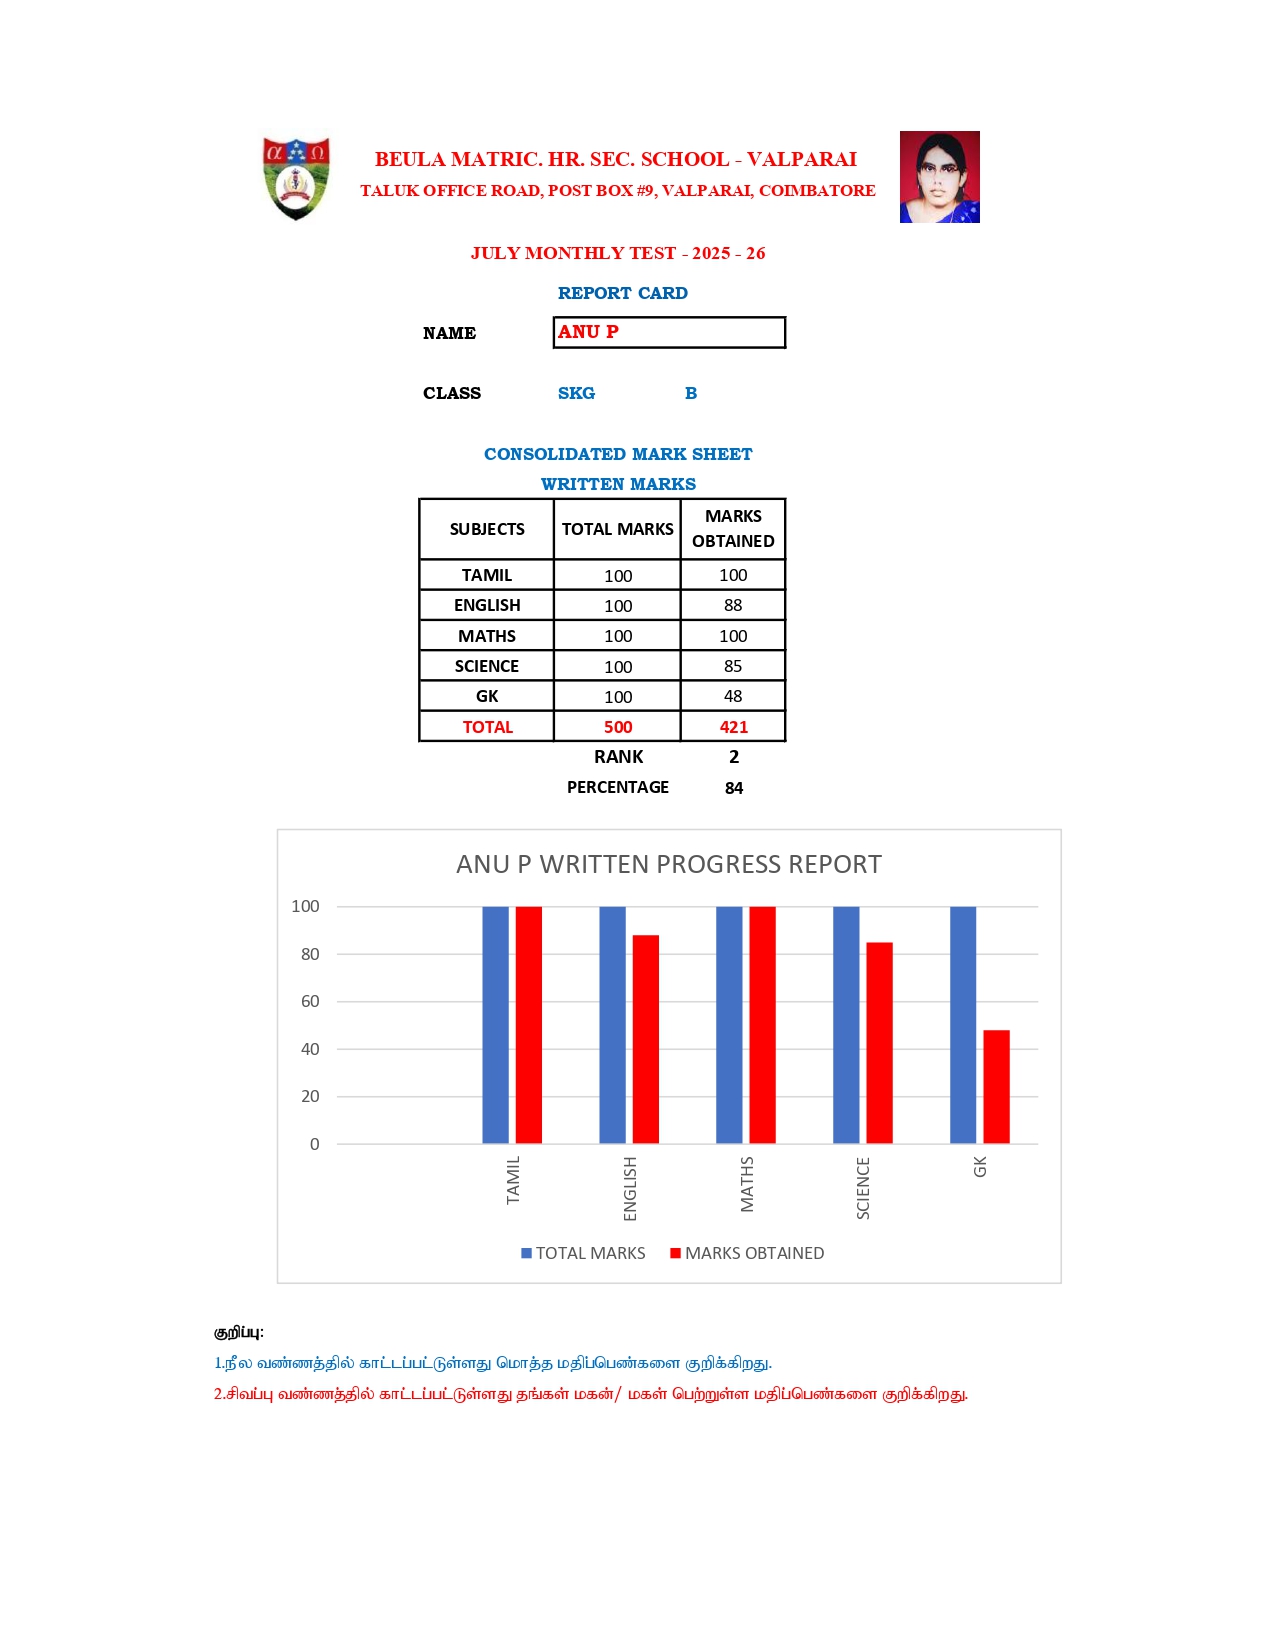 α Ω
BEULA MATRIC. HR. SEC. SCHOOL - VALPARAI
TALUK OFFICE ROAD, POST BOX #9, VALPARAI, COIMBATORE
JULY MONTHLY TEST - 2025 - 26
REPORT CARD
NAME ANU P
CLASS SKG B
CONSOLIDATED MARK SHEET
WRITTEN MARKS
SUBJECTS TOTAL MARKS MARKS OBTAINED
TAMIL 100 100
ENGLISH 100 88
MATHS 100 100
SCIENCE 100 85
GK 100 48
TOTAL 500 421
RANK 2
PERCENTAGE 84
ANU P WRITTEN PROGRESS REPORT
100
80
60
40
20
0
TAMIL ENGLISH MATHS SCIENCE GK
TOTAL MARKS MARKS OBTAINED
குறிப்பு:
1.நீல வண்ணத்தில் காட்டப்பட்டுள்ளது மொத்த மதிப்பெண்களை குறிக்கிறது.
2.சிவப்பு வண்ணத்தில் காட்டப்பட்டுள்ளது தங்கள் மகன்/ மகள் பெற்றுள்ள மதிப்பெண்களை குறிக்கிறது.